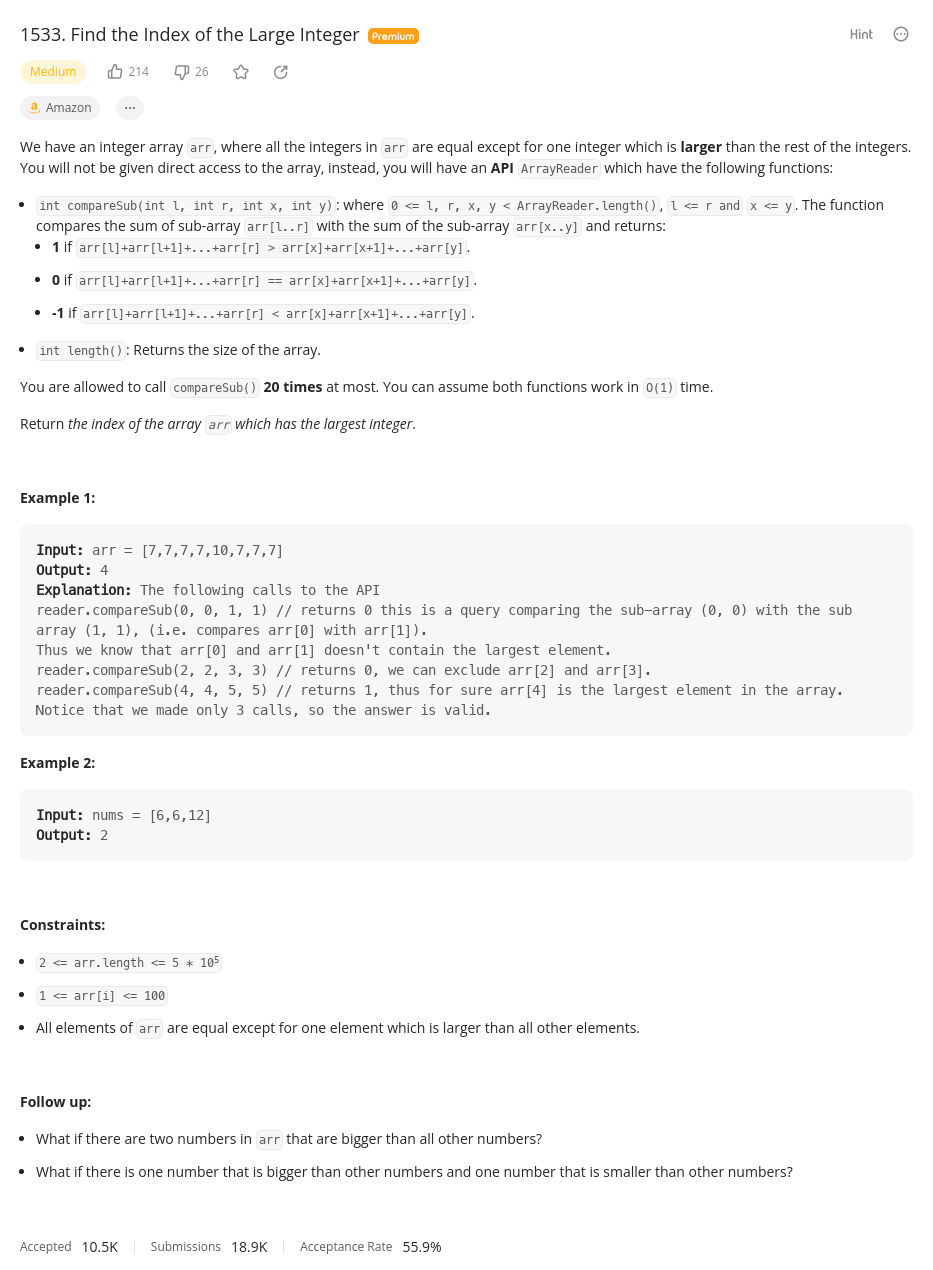 1533. Find the Index of the Large Integer Premium Hint
Medium 214 26
Amazon ...
We have an integer array arr, where all the integers in arr are equal except for one integer which is larger than the rest of the integers.
You will not be given direct access to the array, instead, you will have an API ArrayReader which have the following functions:
• int compareSub(int l, int r, int x, int y): where 0 <= l, r, x, y < ArrayReader.length(), l <= r and x <= y. The function
compares the sum of sub-array arr[l..r] with the sum of the sub-array arr[x..y] and returns:
• 1 if arr[l]+arr[l+1]+...+arr[r] > arr[x]+arr[x+1]+...+arr[y].
• 0 if arr[l]+arr[l+1]+...+arr[r] == arr[x]+arr[x+1]+...+arr[y].
• -1 if arr[l]+arr[l+1]+...+arr[r] < arr[x]+arr[x+1]+...+arr[y].
• int length(): Returns the size of the array.
You are allowed to call compareSub() 20 times at most. You can assume both functions work in O(1) time.
Return the index of the array arr which has the largest integer.
Example 1:
Input: arr = [7,7,7,7,10,7,7,7]
Output: 4
Explanation: The following calls to the API
reader.compareSub(0, 0, 1, 1) // returns 0 this is a query comparing the sub-array (0, 0) with the sub
array (1, 1), (i.e. compares arr[0] with arr[1]).
Thus we know that arr[0] and arr[1] doesn't contain the largest element.
reader.compareSub(2, 2, 3, 3) // returns 0, we can exclude arr[2] and arr[3].
reader.compareSub(4, 4, 5, 5) // returns 1, thus for sure arr[4] is the largest element in the array.
Notice that we made only 3 calls, so the answer is valid.
Example 2:
Input: nums = [6,6,12]
Output: 2
Constraints:
• 2 <= arr.length <= 5 * 10⁵
• 1 <= arr[i] <= 100
• All elements of arr are equal except for one element which is larger than all other elements.
Follow up:
• What if there are two numbers in arr that are bigger than all other numbers?
• What if there is one number that is bigger than other numbers and one number that is smaller than other numbers?
Accepted 10.5K Submissions 18.9K Acceptance Rate 55.9%